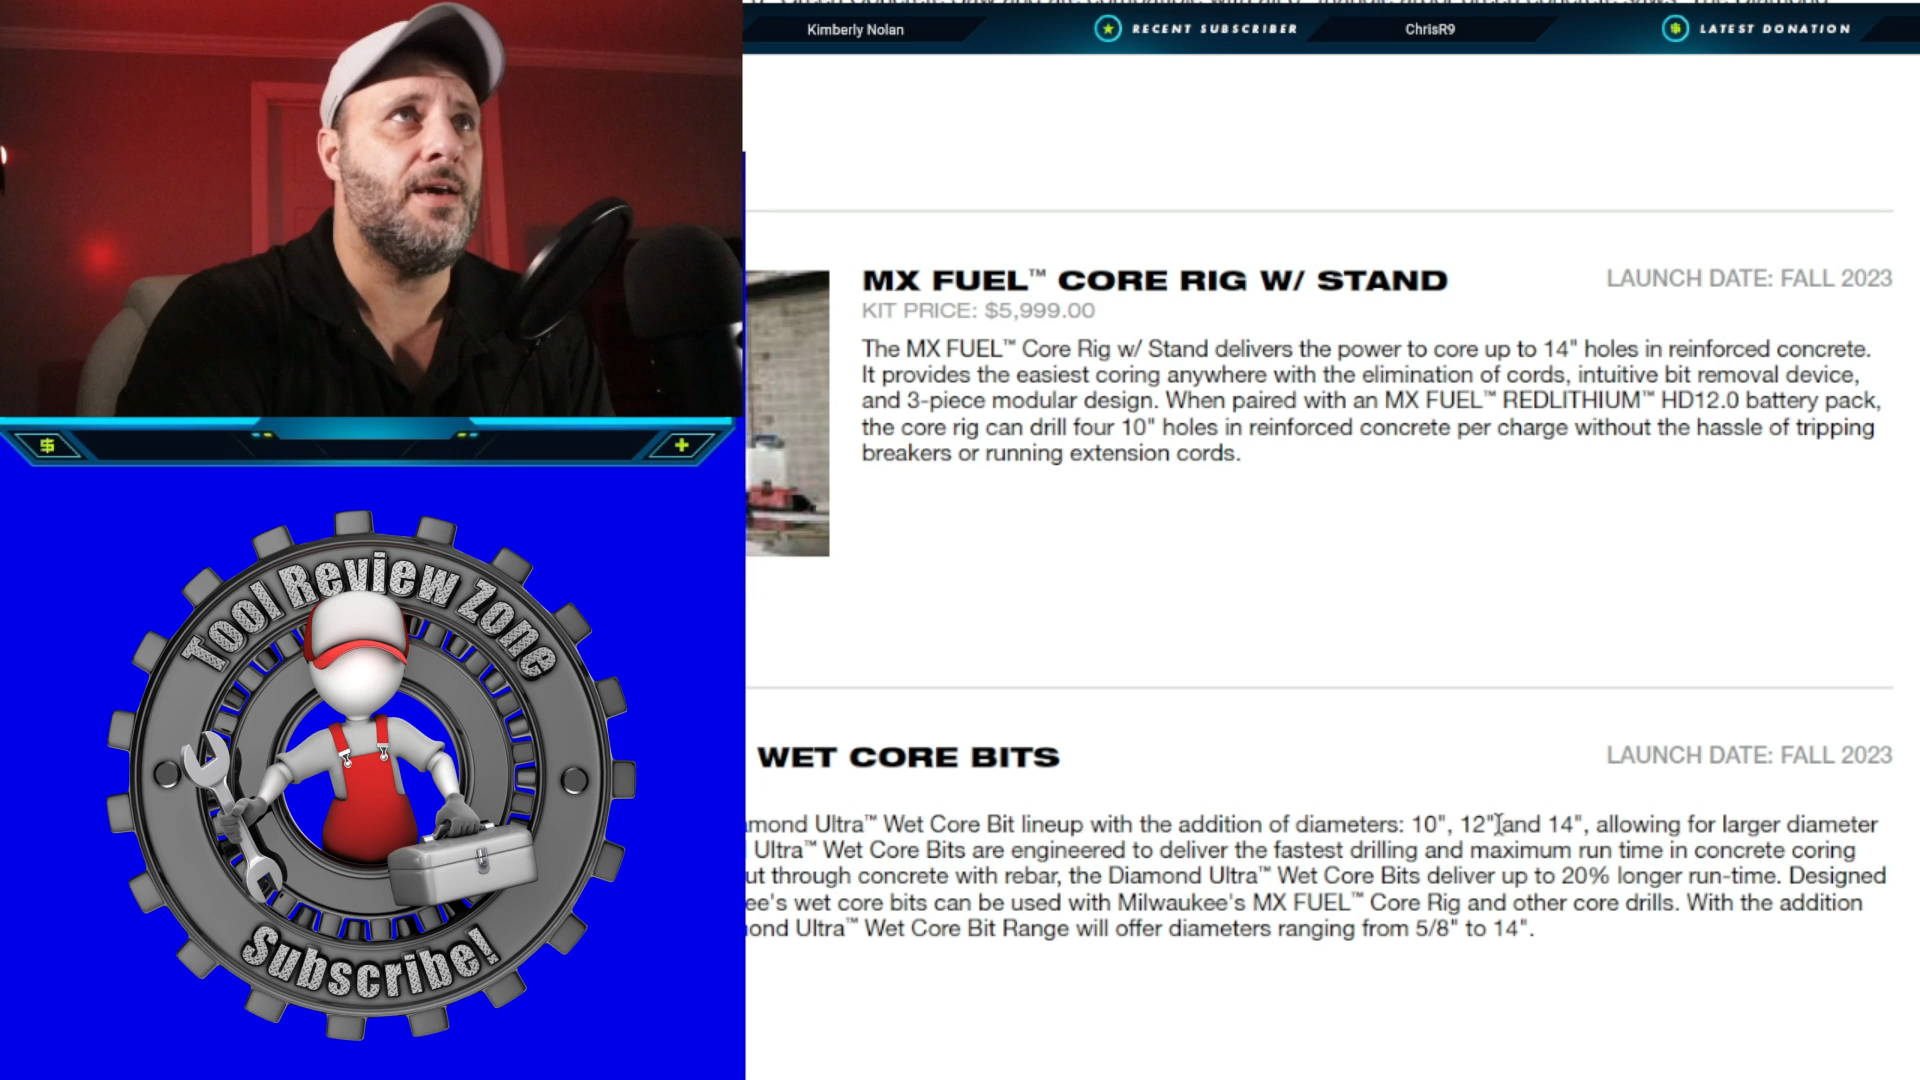 Kimberly Nolan
RECENT SUBSCRIBER
ChrisR9
LATEST DONATION
MX FUEL™ CORE RIG W/ STAND
LAUNCH DATE: FALL 2023
KIT PRICE: $5,999.00
The MX FUEL™ Core Rig w/ Stand delivers the power to core up to 14" holes in reinforced concrete.
It provides the easiest coring anywhere with the elimination of cords, intuitive bit removal device,
and 3-piece modular design. When paired with an MX FUEL™ REDLITHIUM™ HD12.0 battery pack,
the core rig can drill four 10" holes in reinforced concrete per charge without the hassle of tripping
breakers or running extension cords.
Tool Review Zone
Subscribe!
WET CORE BITS
LAUNCH DATE: FALL 2023
amond Ultra™ Wet Core Bit lineup with the addition of diameters: 10", 12" and 14", allowing for larger diameter
Ultra™ Wet Core Bits are engineered to deliver the fastest drilling and maximum run time in concrete coring
ut through concrete with rebar, the Diamond Ultra™ Wet Core Bits deliver up to 20% longer run-time. Designed
ee's wet core bits can be used with Milwaukee's MX FUEL™ Core Rig and other core drills. With the addition
ond Ultra™ Wet Core Bit Range will offer diameters ranging from 5/8" to 14".